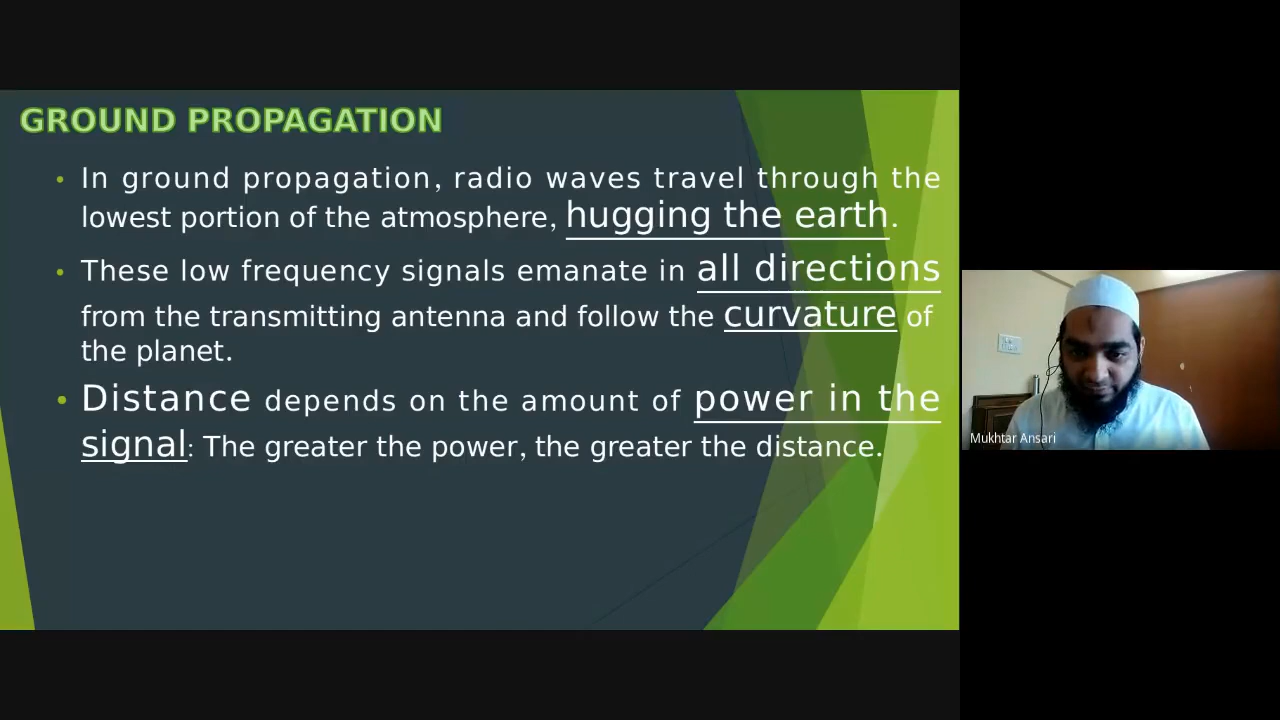 GROUND PROPAGATION
• In ground propagation, radio waves travel through the
lowest portion of the atmosphere, hugging the earth.
• These low frequency signals emanate in all directions
from the transmitting antenna and follow the curvature of
the planet.
• Distance depends on the amount of power in the
signal: The greater the power, the greater the distance.
Mukhtar Ansari